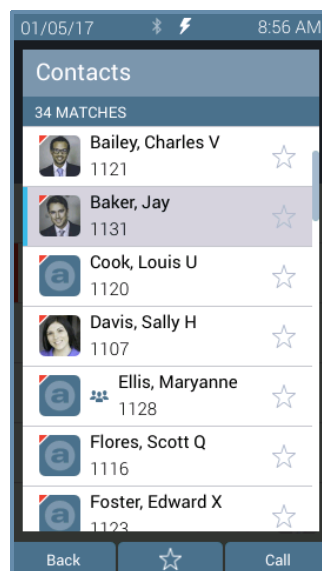 01/05/17 8:56 AM
Contacts
34 MATCHES
Bailey, Charles V
1121
Baker, Jay
1131
a
Cook, Louis U
1120
Davis, Sally H
1107
a
Ellis, Maryanne
1128
a
Flores, Scott Q
1116
a
Foster, Edward X
1123
Back
Call